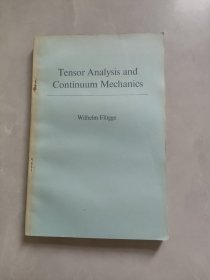 Tensor Analysis and
Continuum Mechanics
Wilhelm Flügge